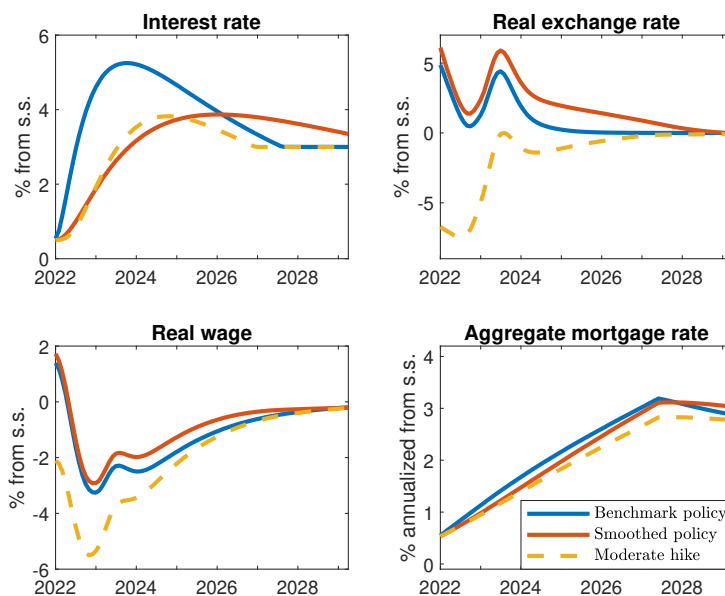 Interest rate
6
4
2
0
% from s.s.
2022 2024 2026 2028
Real exchange rate
5
0
-5
% from s.s.
2022 2024 2026 2028
Real wage
2
0
-2
-4
-6
% from s.s.
2022 2024 2026 2028
Aggregate mortgage rate
4
3
2
1
0
% annualized from s.s.
Benchmark policy
Smoothed policy
Moderate hike
2022 2024 2026 2028